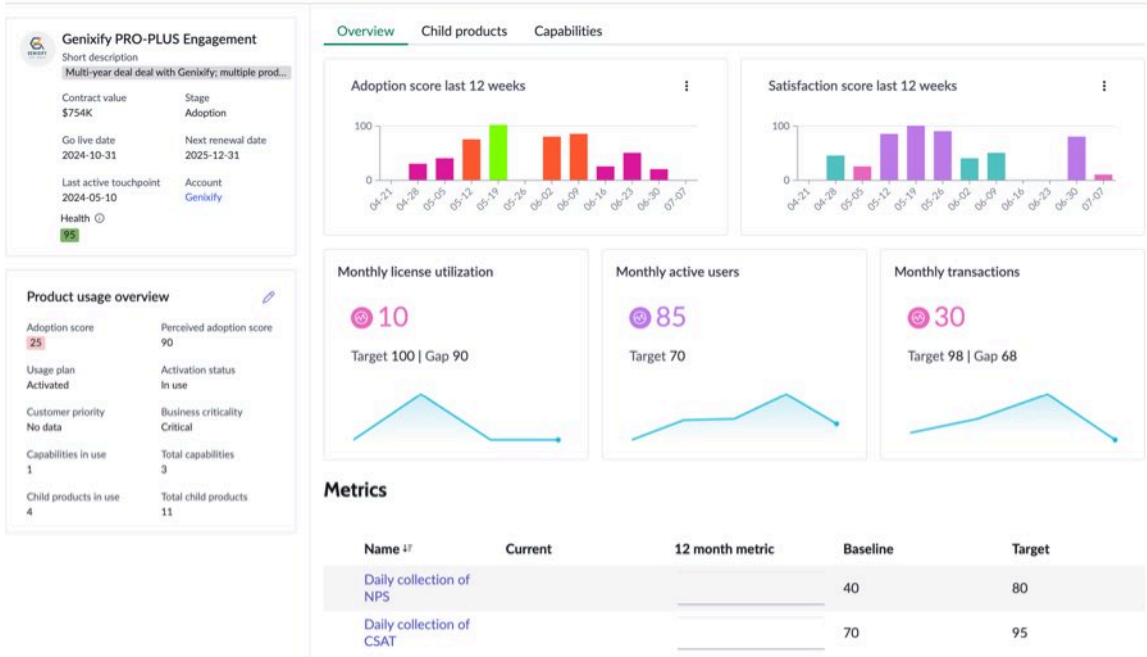 Genixify PRO-PLUS Engagement
Short description
Multi-year deal deal with Genixify; multiple prod...
Contract value
Stage
$754K
Adoption
Go live date
Next renewal date
2024-10-31
2025-12-31
Last active touchpoint
Account
2024-05-10
Genixify
Health
95
Product usage overview
Adoption score
Perceived adoption score
25
90
Usage plan
Activation status
Activated
In use
Customer priority
Business criticality
No data
Critical
Capabilities in use
Total capabilities
1
3
Child products in use
Total child products
4
11
Overview
Child products
Capabilities
Adoption score last 12 weeks
100
0
04-21
04-28
05-05
05-12
05-19
05-26
06-02
06-09
06-16
06-23
06-30
07-07
Satisfaction score last 12 weeks
100
0
04-21
04-28
05-05
05-12
05-19
05-26
06-02
06-09
06-16
06-23
06-30
07-07
Monthly license utilization
10
Target 100 | Gap 90
Monthly active users
85
Target 70
Monthly transactions
30
Target 98 | Gap 68
Metrics
Name
Current
12 month metric
Baseline
Target
Daily collection of
NPS
40
80
Daily collection of
CSAT
70
95